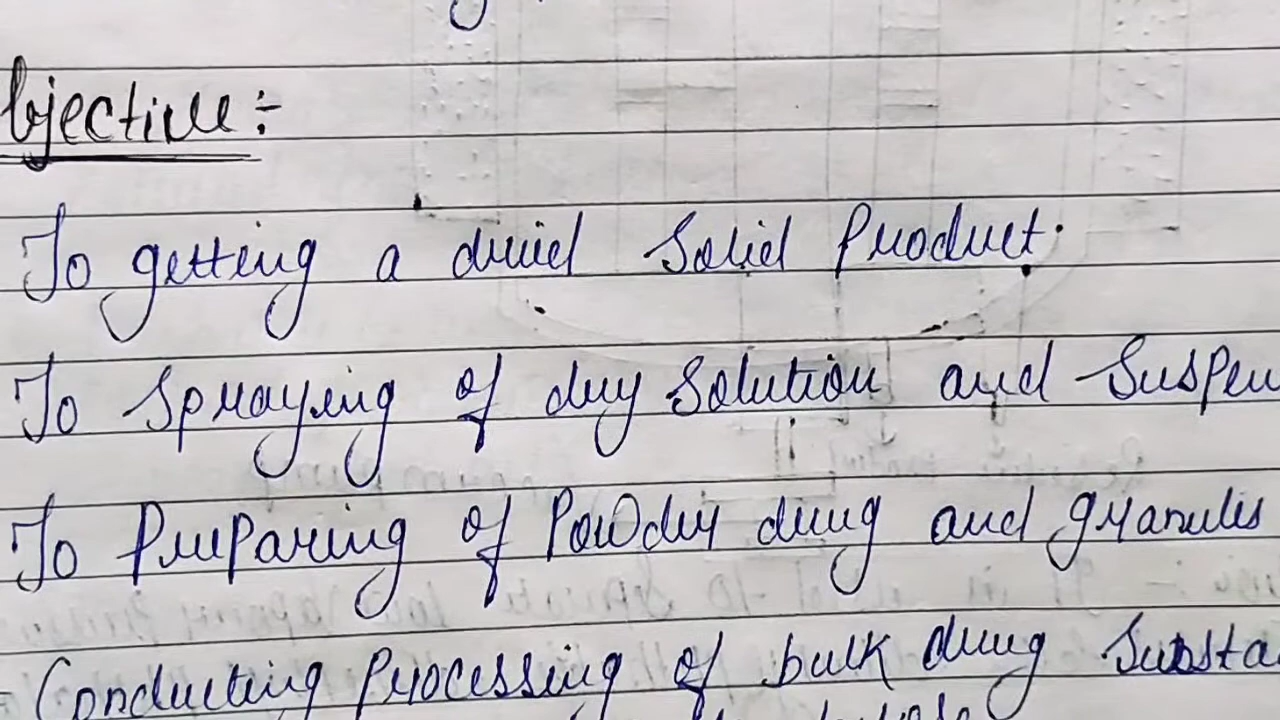 bjective :-
To getting a dried Solid Product.
To Spraying of dry Solution and Suspen
To Preparing of Powder drug and granules
- Conducting Processing of bulk drug Substa